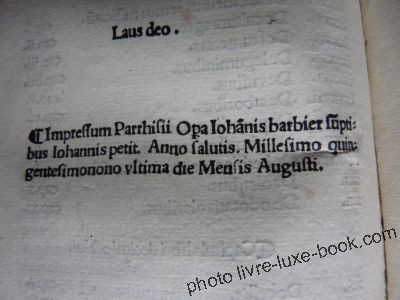 Laus deo.
¶Impressum Parrhisii Opa Iohānis barbier sūpti-
bus Iohannis petit. Anno salutis. Millesimo quin-
gentesimonono vltima die Mensis Augusti.
photo livre-luxe-book.com